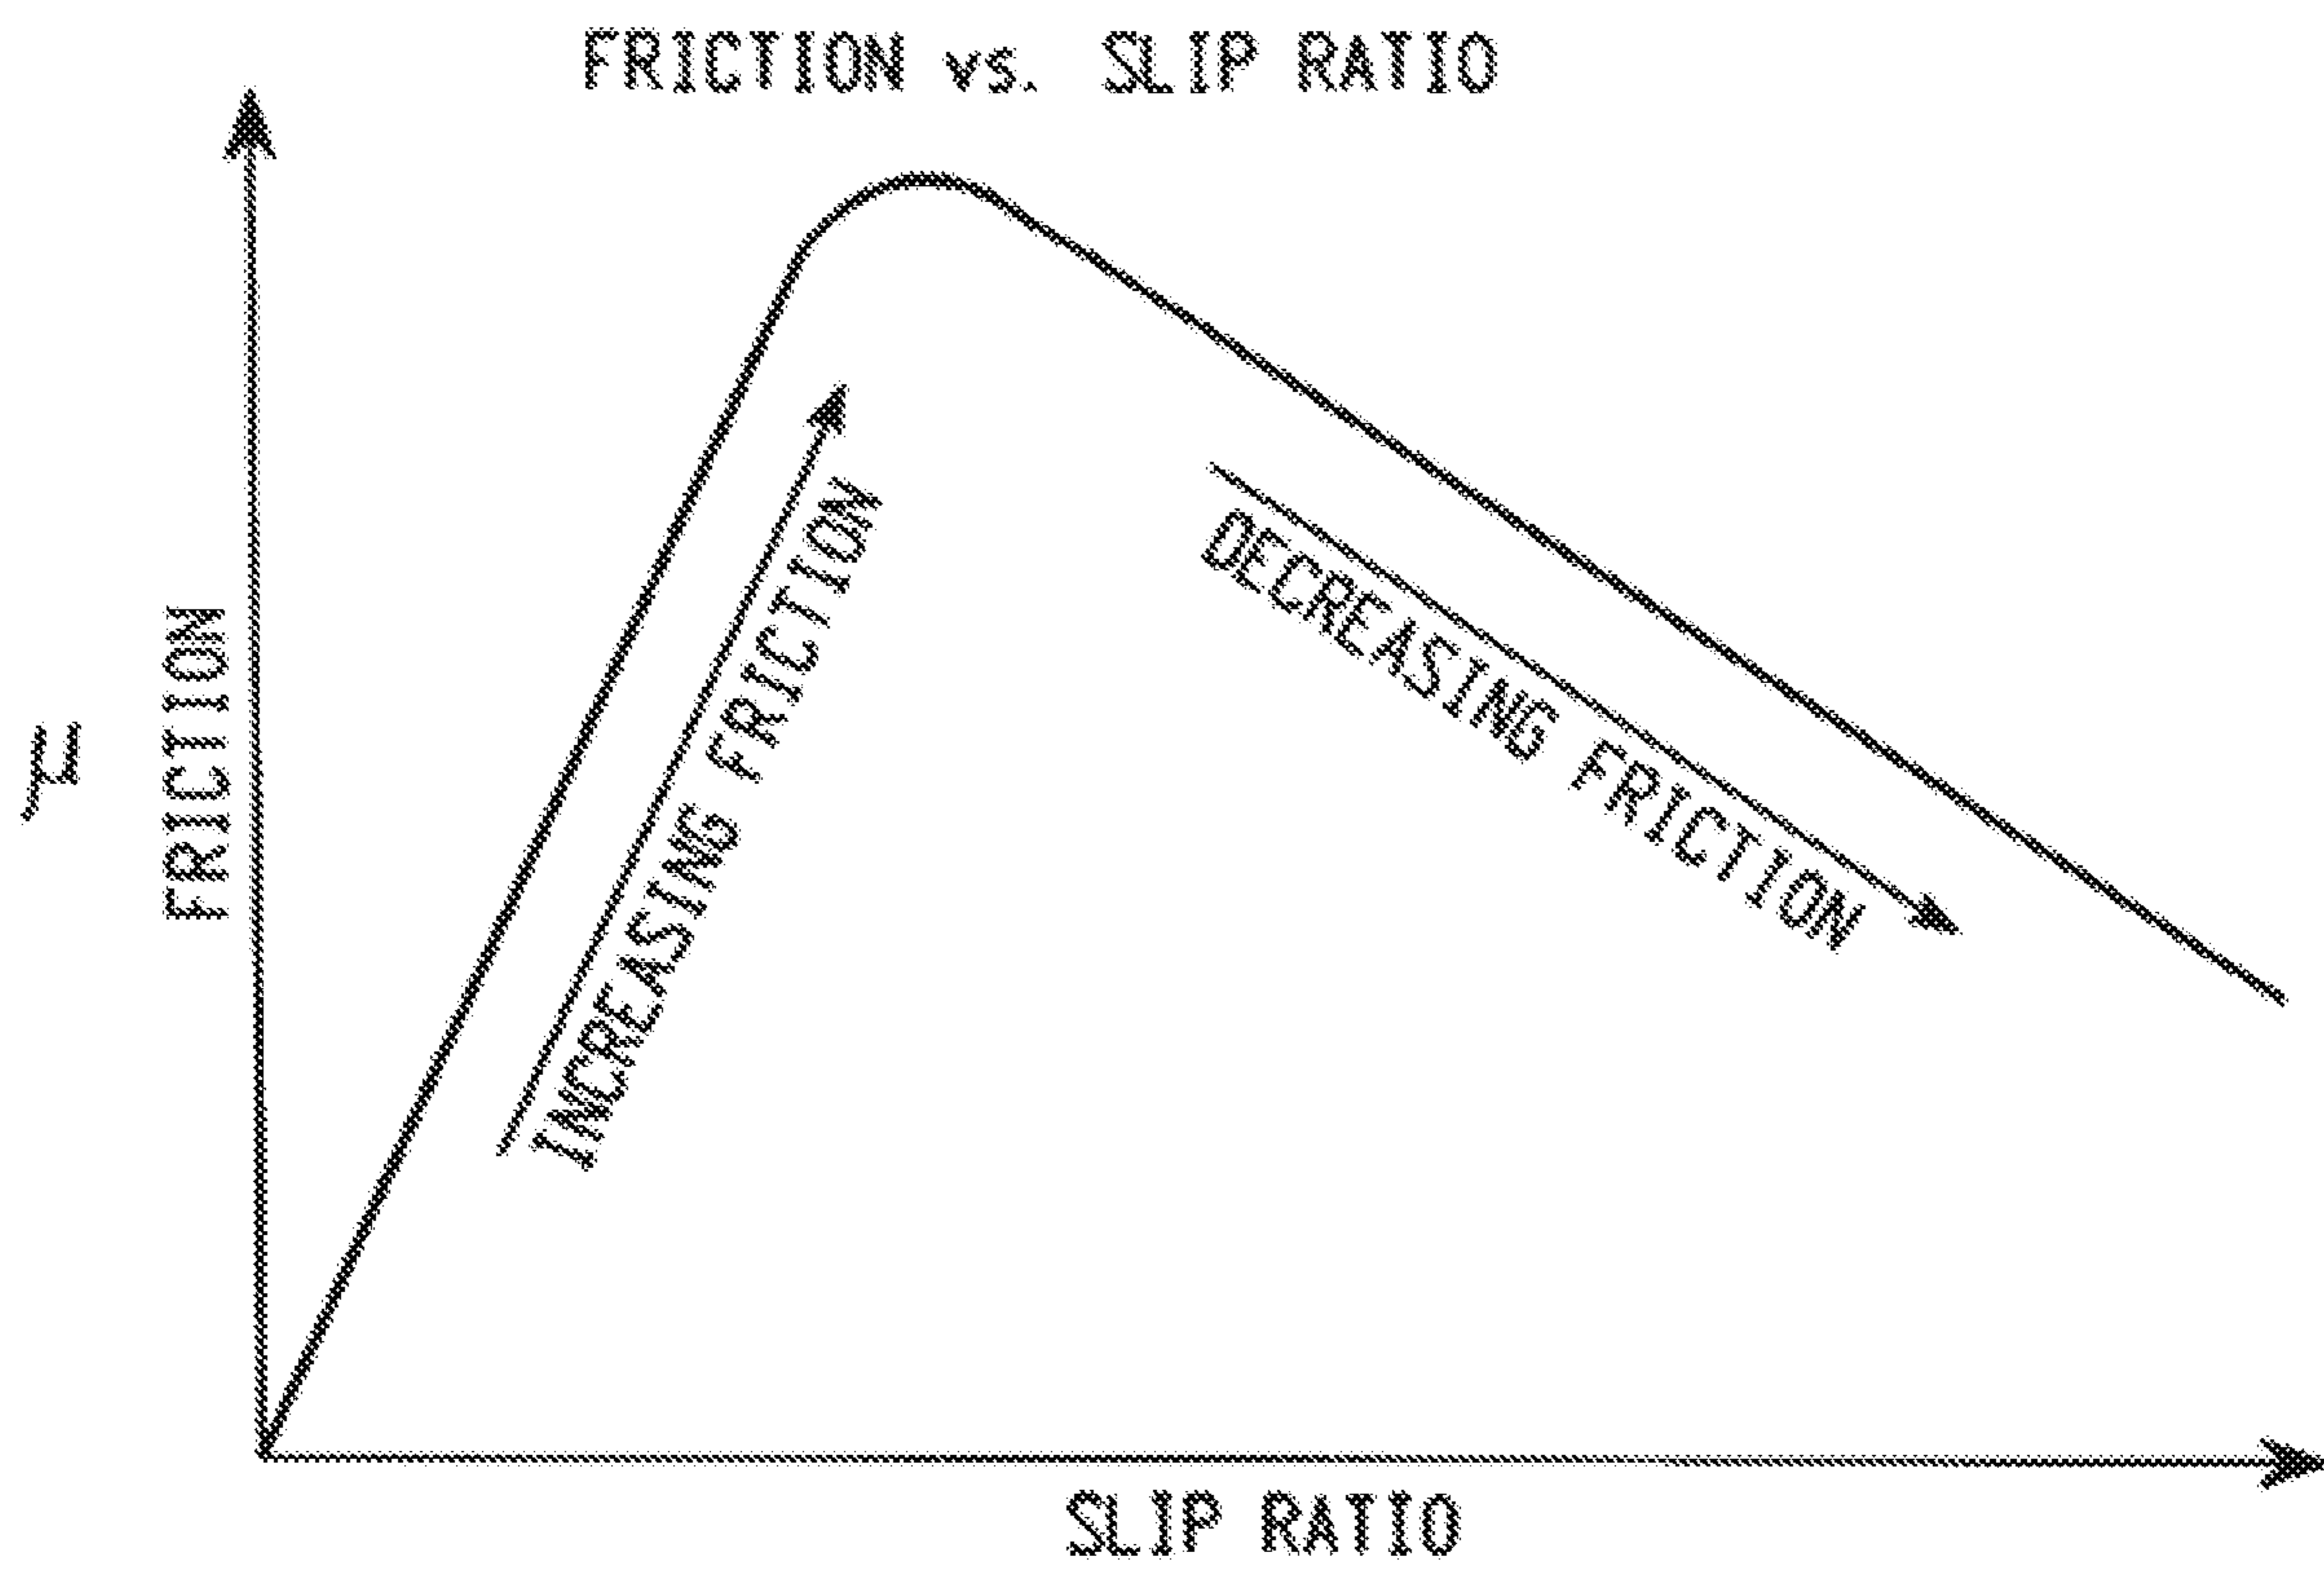 FRICTION vs. SLIP RATIO
μ
FRICTION
INCREASING FRICTION
DECREASING FRICTION
SLIP RATIO